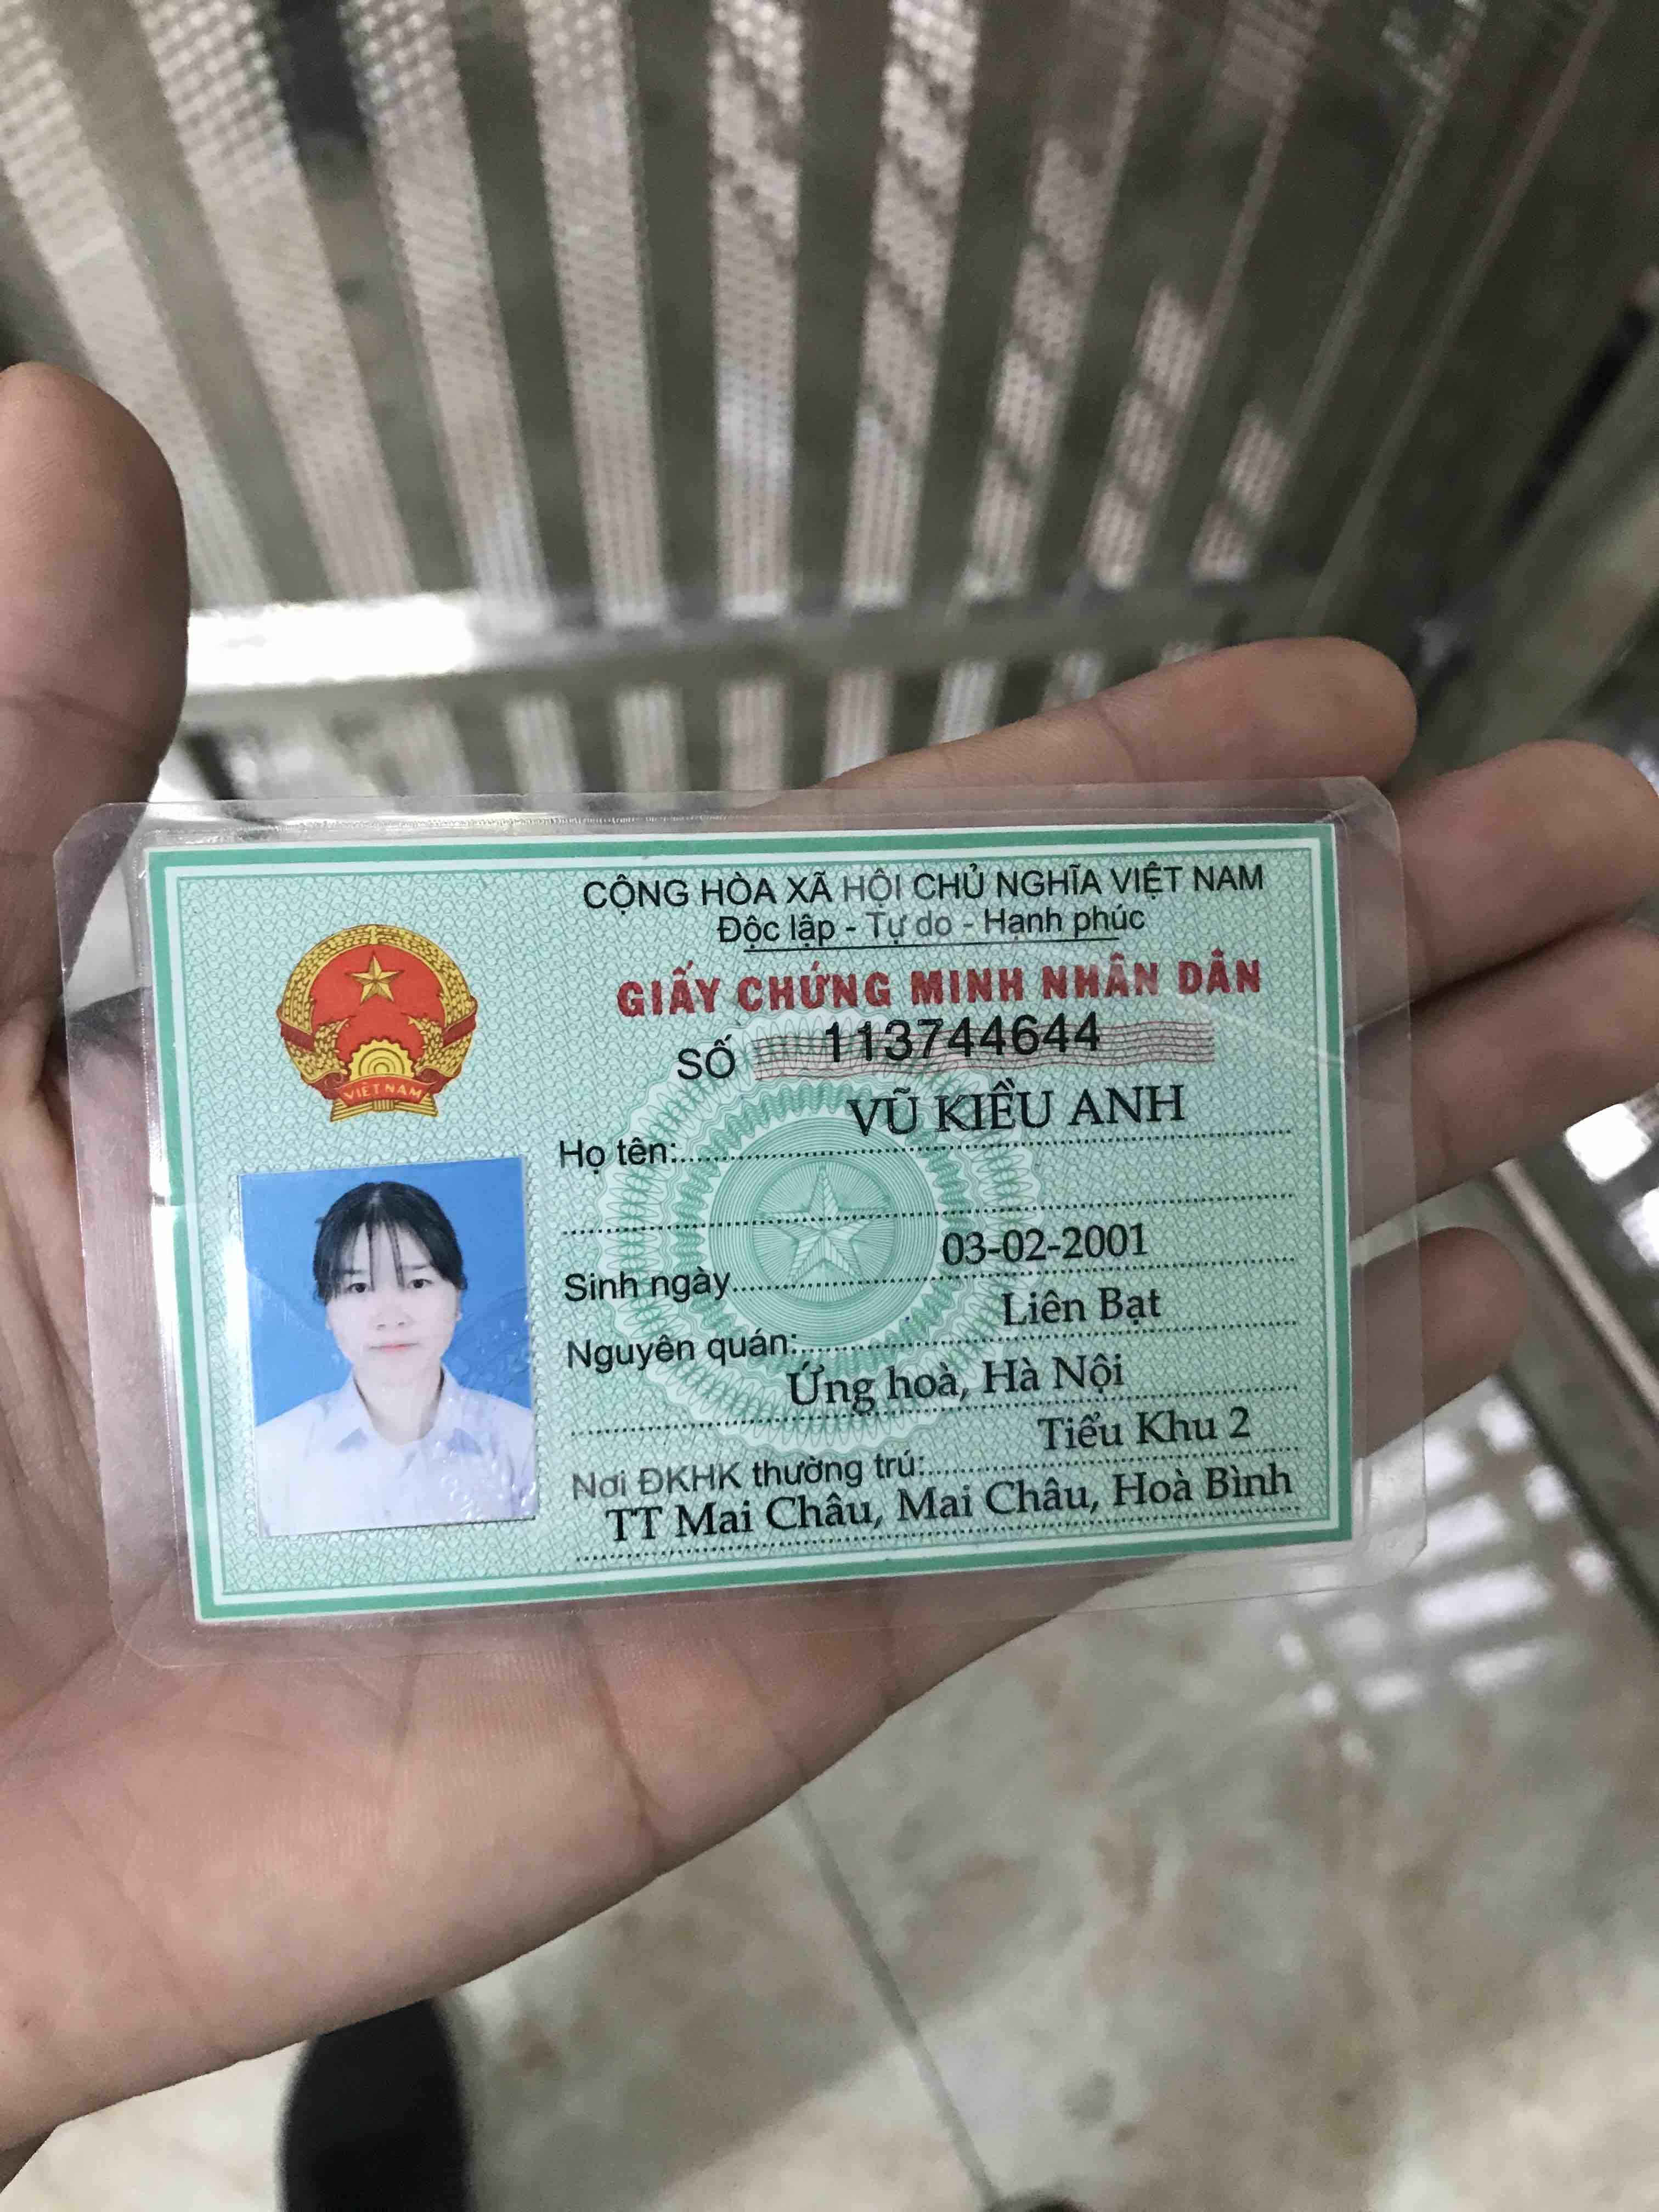 CỘNG HÒA XÃ HỘI CHỦ NGHĨA VIỆT NAM
Độc lập - Tự do - Hạnh phúc
GIẤY CHỨNG MINH NHÂN DÂN
SỐ 113744644
VIỆT NAM
Họ tên: VŨ KIỀU ANH
Sinh ngày 03-02-2001
Nguyên quán: Liên Bạt
Ứng hoà, Hà Nội
Nơi ĐKHK thường trú: Tiểu Khu 2
TT Mai Châu, Mai Châu, Hoà Bình